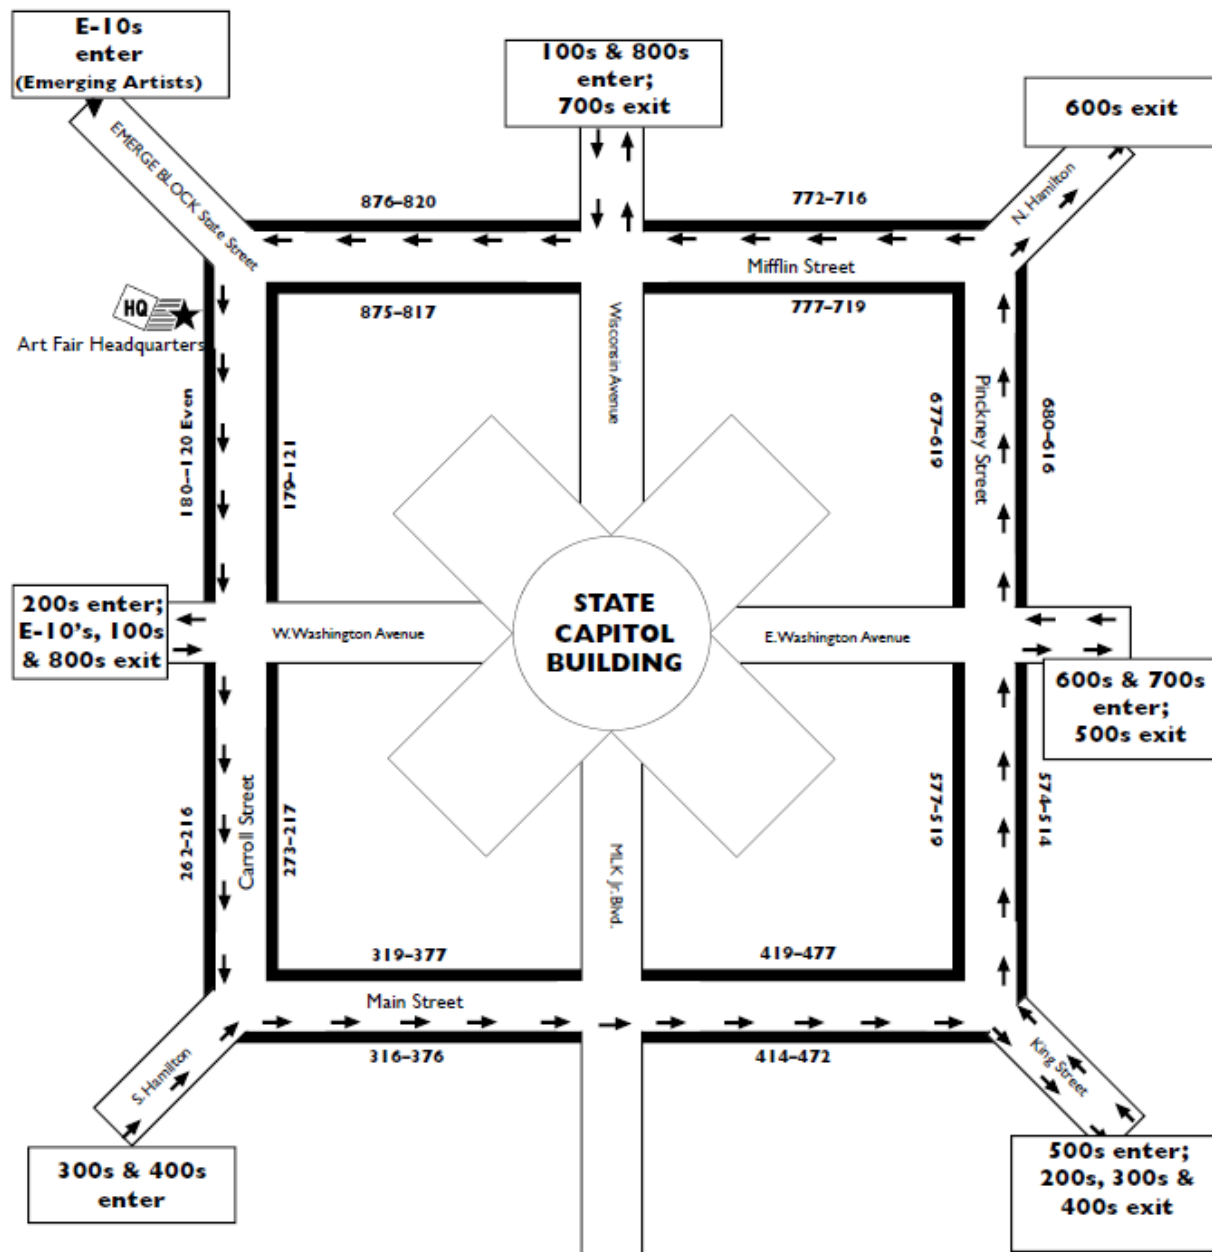 E-10s
enter
(Emerging Artists)
100s & 800s
enter;
700s exit
600s exit
EMERGE BLOCK State Street
N. Hamilton
876–820
772–716
Mifflin Street
HQ
Art Fair Headquarters
875–817
777–719
Wisconsin Avenue
Pinckney Street
180--120 Even
179–121
677–619
680–616
200s enter;
E-10's, 100s
& 800s exit
W. Washington Avenue
STATE
CAPITOL
BUILDING
E. Washington Avenue
600s & 700s
enter;
500s exit
262–216
Carroll Street
273–217
MLK Jr. Blvd.
577–519
574–514
319–377
419–477
Main Street
316–376
414–472
S. Hamilton
King Street
300s & 400s
enter
500s enter;
200s, 300s &
400s exit